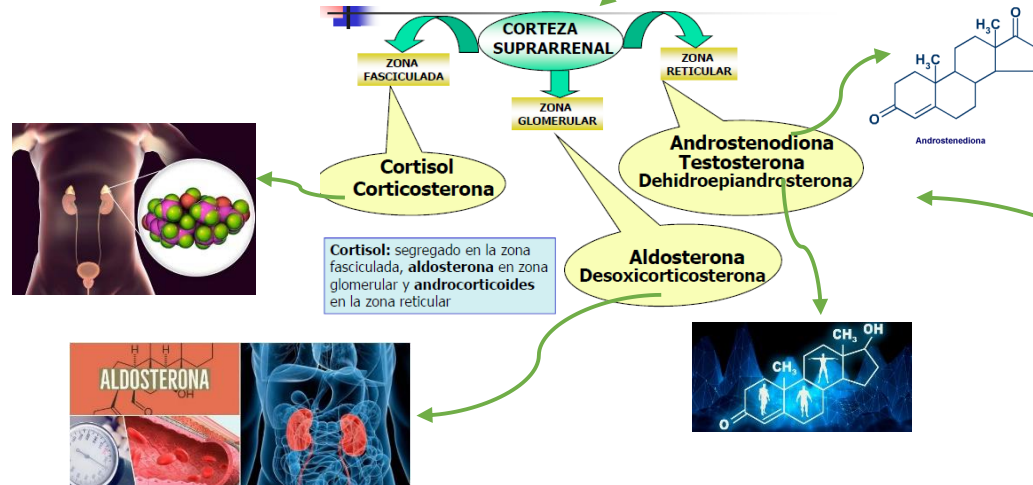 CORTEZA
SUPRARRENAL
ZONA
FASCICULADA
ZONA
RETICULAR
ZONA
GLOMERULAR
Cortisol
Corticosterona
Androstenodiona
Testosterona
Dehidroepiandrosterona
Aldosterona
Desoxicorticosterona
Cortisol: segregado en la zona
fasciculada, aldosterona en zona
glomerular y androcorticoides
en la zona reticular
H₃C
O
H₃C
O
Androstenediona
ALDOSTERONA
H
H
OH
O
OH
CH₃
CH₃
O